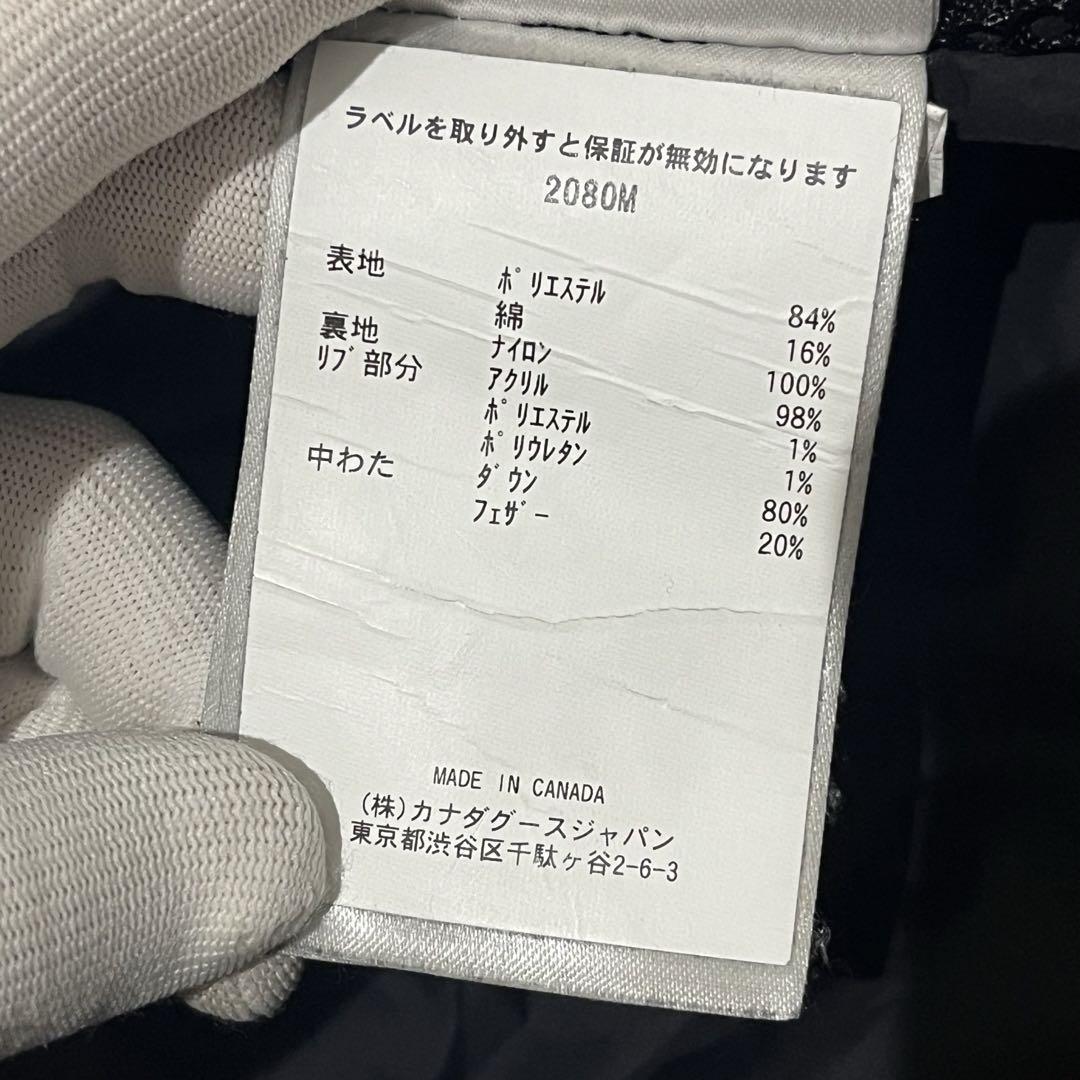 ラベルを取り外すと保証が無効になります
2080M
表地 ﾎﾟﾘｴｽﾃﾙ 84%
綿 16%
裏地 ﾅｲﾛﾝ 100%
ﾘﾌﾞ部分 ｱｸﾘﾙ 98%
ﾎﾟﾘｴｽﾃﾙ 1%
ﾎﾟﾘｳﾚﾀﾝ 1%
中わた ﾀﾞｳﾝ 80%
ﾌｪｻﾞｰ 20%
MADE IN CANADA
(株)カナダグースジャパン
東京都渋谷区千駄ヶ谷2-6-3